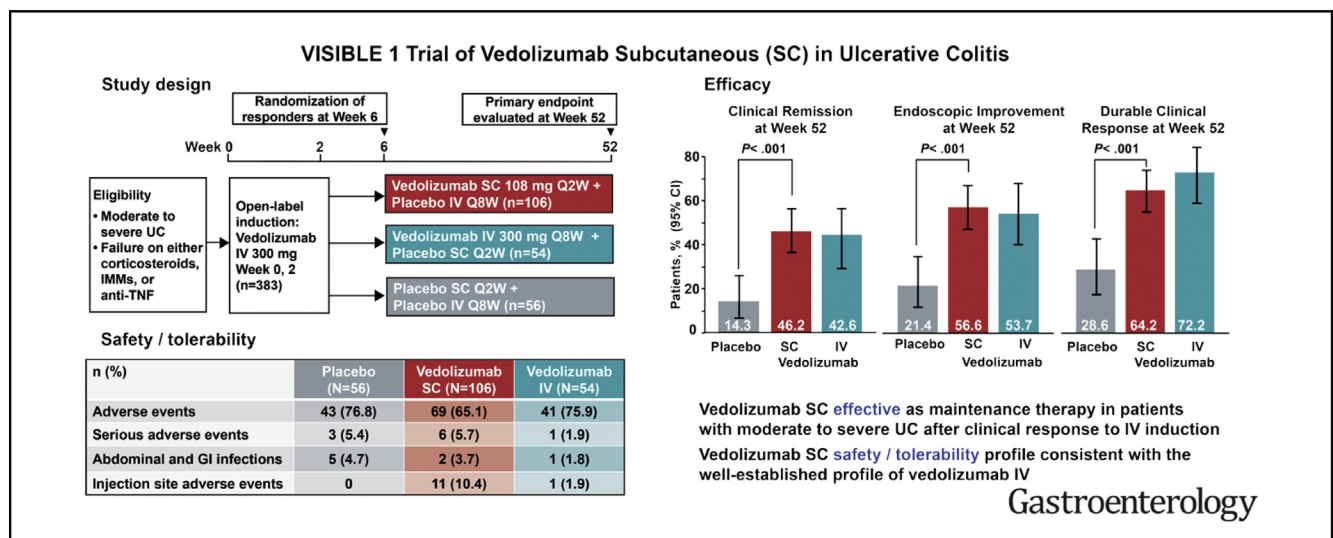 VISIBLE 1 Trial of Vedolizumab Subcutaneous (SC) in Ulcerative Colitis
Study design
Randomization of
responders at Week 6
Primary endpoint
evaluated at Week 52
Week 0 2 6 52
Eligibility
• Moderate to
severe UC
• Failure on either
corticosteroids,
IMMs, or
anti-TNF
Open-label
induction:
Vedolizumab
IV 300 mg
Week 0, 2
(n=383)
Vedolizumab SC 108 mg Q2W +
Placebo IV Q8W (n=106)
Vedolizumab IV 300 mg Q8W +
Placebo SC Q2W (n=54)
Placebo SC Q2W +
Placebo IV Q8W (n=56)
Safety / tolerability
n (%) Placebo (N=56) Vedolizumab SC (N=106) Vedolizumab IV (N=54)
Adverse events 43 (76.8) 69 (65.1) 41 (75.9)
Serious adverse events 3 (5.4) 6 (5.7) 1 (1.9)
Abdominal and GI infections 5 (4.7) 2 (3.7) 1 (1.8)
Injection site adverse events 0 11 (10.4) 1 (1.9)
Efficacy
Patients, % (95% CI)
80
60
40
20
0
Clinical Remission
at Week 52
P< .001
14.3 46.2 42.6
Placebo SC IV
Vedolizumab
Endoscopic Improvement
at Week 52
P< .001
21.4 56.6 53.7
Placebo SC IV
Vedolizumab
Durable Clinical
Response at Week 52
P< .001
28.6 64.2 72.2
Placebo SC IV
Vedolizumab
Vedolizumab SC effective as maintenance therapy in patients
with moderate to severe UC after clinical response to IV induction
Vedolizumab SC safety / tolerability profile consistent with the
well-established profile of vedolizumab IV
Gastroenterology